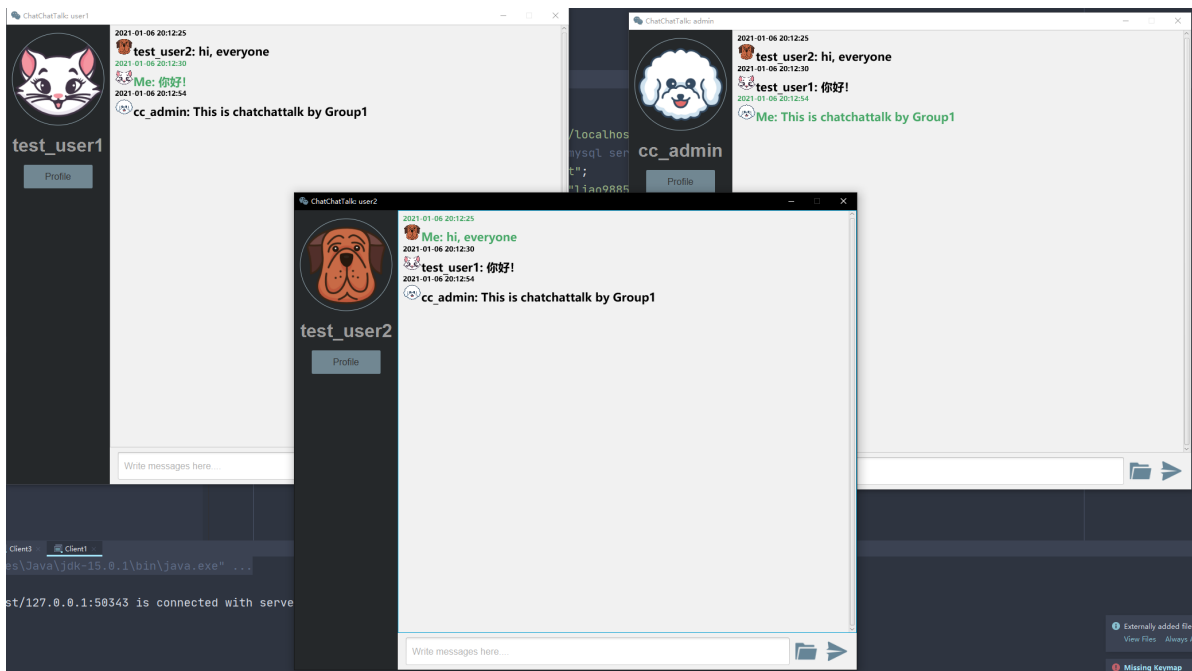 ChatChatTalk: user1
2021-01-06 20:12:25
test_user2: hi, everyone
2021-01-06 20:12:30
Me: 你好!
2021-01-06 20:12:54
cc_admin: This is chatchattalk by Group1
test_user1
Profile
Write messages here...
ChatChatTalk: admin
2021-01-06 20:12:25
test_user2: hi, everyone
2021-01-06 20:12:30
test_user1: 你好!
2021-01-06 20:12:54
Me: This is chatchattalk by Group1
cc_admin
Profile
/localhos
mysql ser
t";
"liao9885
ChatChatTalk: user2
2021-01-06 20:12:25
Me: hi, everyone
2021-01-06 20:12:30
test_user1: 你好!
2021-01-06 20:12:54
cc_admin: This is chatchattalk by Group1
test_user2
Profile
Write messages here...
Client3
Client1
es\Java\jdk-15.0.1\bin\java.exe" ...
st/127.0.0.1:50343 is connected with serve
Externally added file
View Files Always A
Missing Keymap